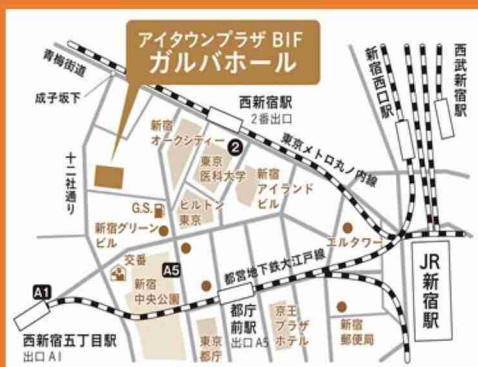 アイタウンプラザ BIF
ガルバホール
青梅街道
成子坂下
西新宿駅
2番出口
新宿西口駅
西武新宿駅
東京メトロ丸ノ内線
十二社通り
新宿
オークシティー
2
東京
医科大学
新宿
アイランド
ビル
G.S.
ヒルトン
東京
新宿グリーン
ビル
エルタワー
交番
A5
都営地下鉄大江戸線
JR
新宿駅
新宿
中央公園
A1
西新宿五丁目駅
出口A1
都庁
前駅
出口A5
東京
都庁
京王
プラザ
ホテル
新宿
郵便局